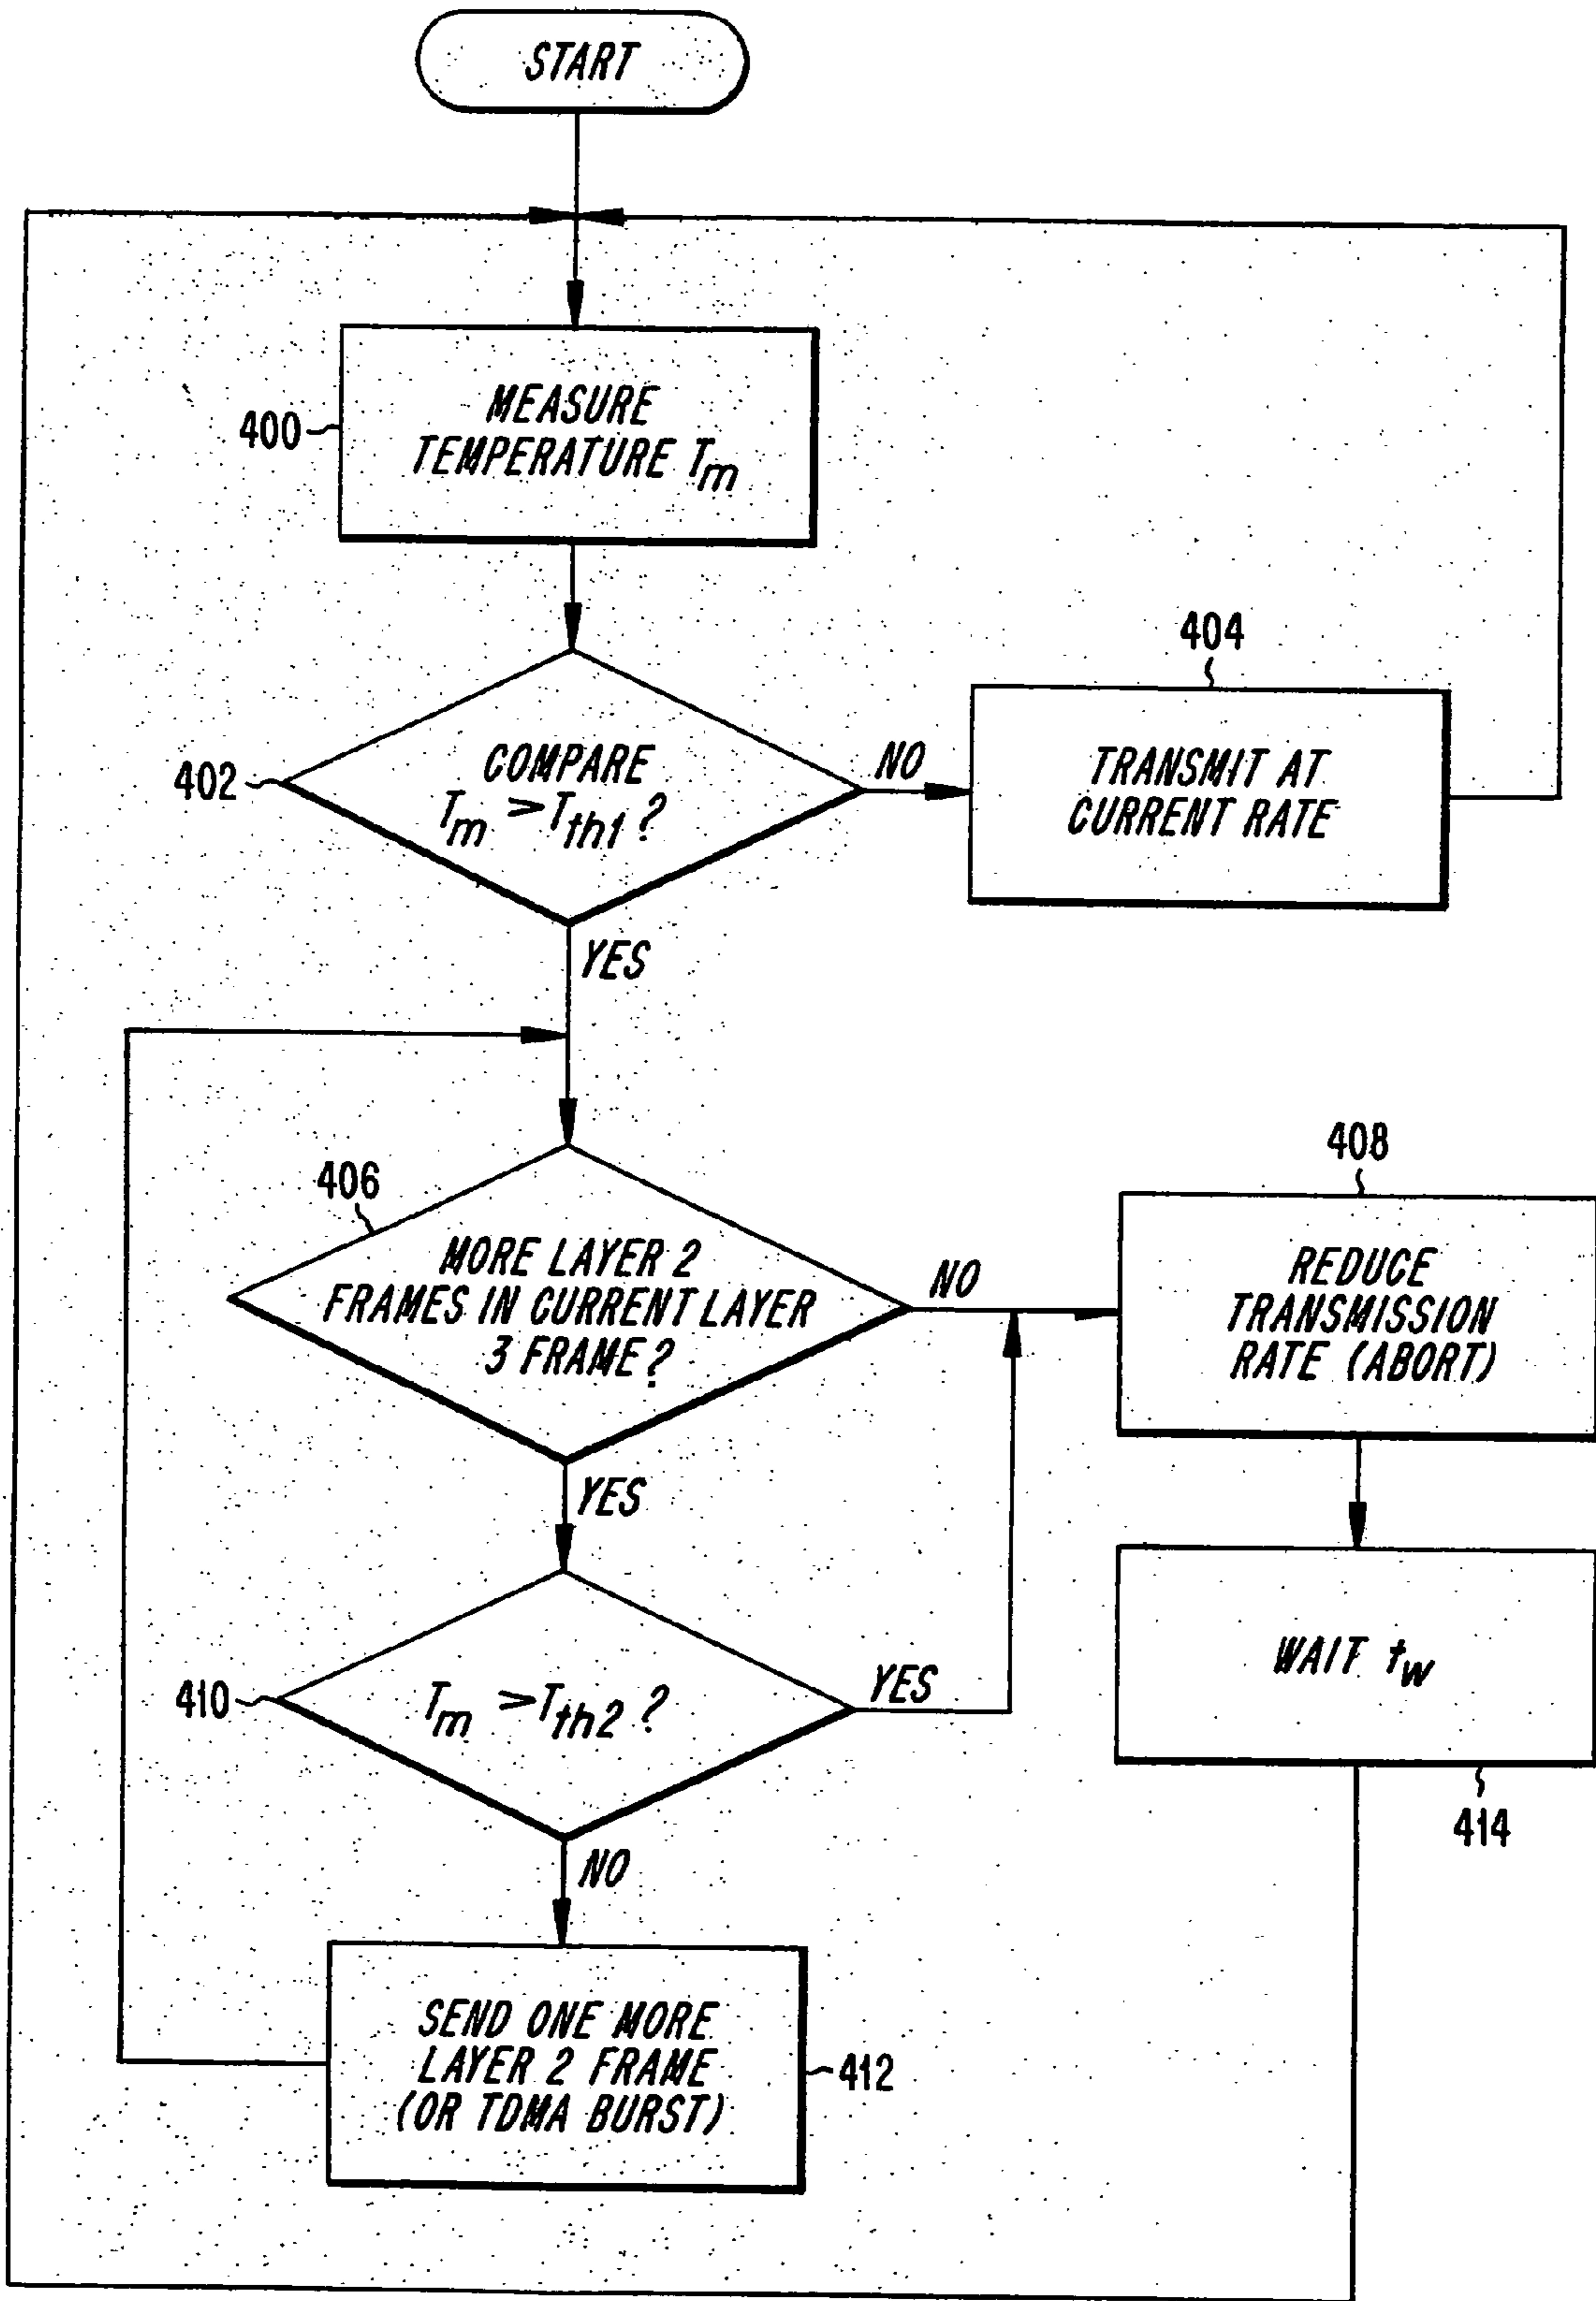 START
400
MEASURE
TEMPERATURE Tm
402
COMPARE
Tm > Tth1 ?
NO
404
TRANSMIT AT
CURRENT RATE
YES
406
MORE LAYER 2
FRAMES IN CURRENT LAYER
3 FRAME ?
NO
408
REDUCE
TRANSMISSION
RATE (ABORT)
YES
410
Tm > Tth2 ?
YES
WAIT tw
414
NO
SEND ONE MORE
LAYER 2 FRAME
(OR TDMA BURST)
412